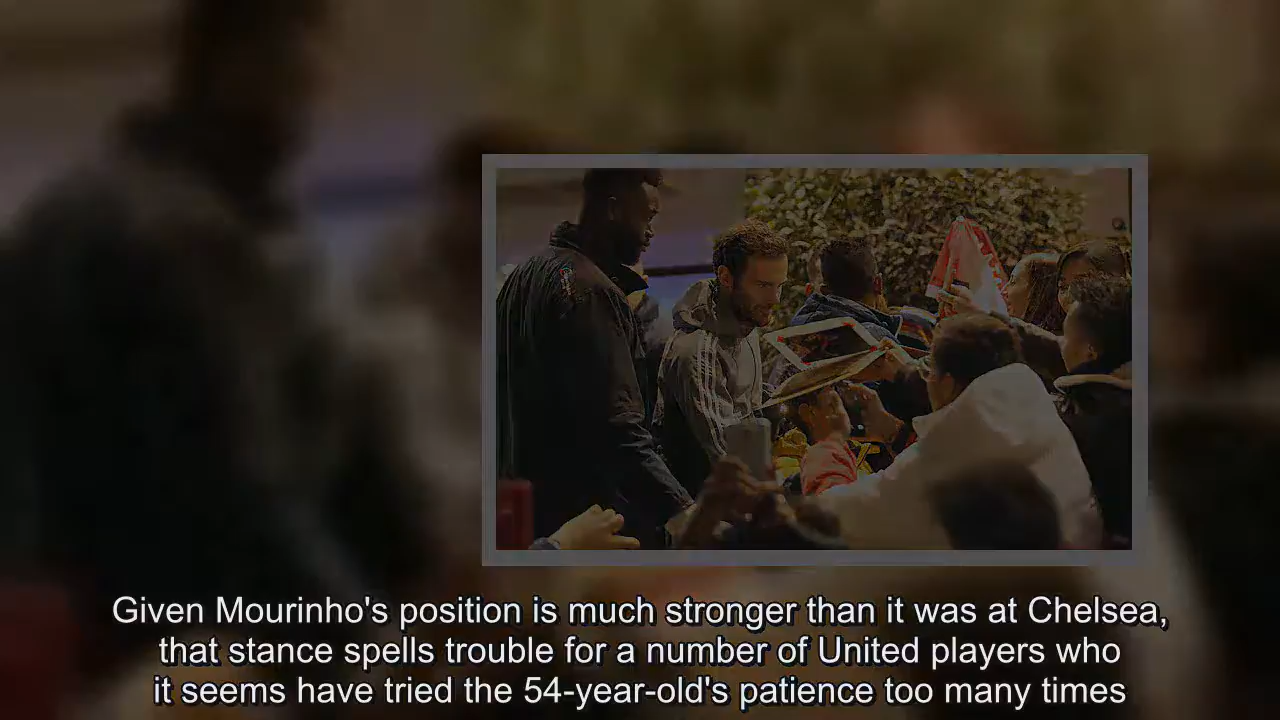 Given Mourinho's position is much stronger than it was at Chelsea,
that stance spells trouble for a number of United players who
it seems have tried the 54-year-old's patience too many times